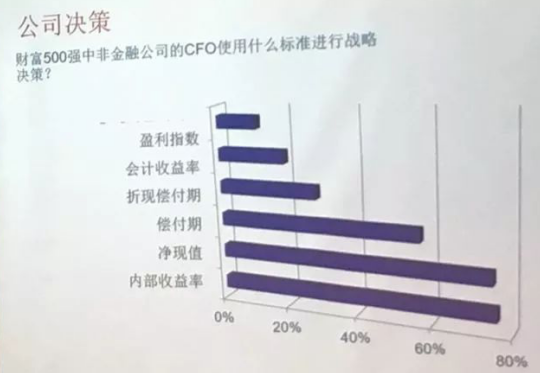 公司决策
财富500强中非金融公司的CFO使用什么标准进行战略
决策?
盈利指数
会计收益率
折现偿付期
偿付期
净现值
内部收益率
0%
20%
40%
60%
80%